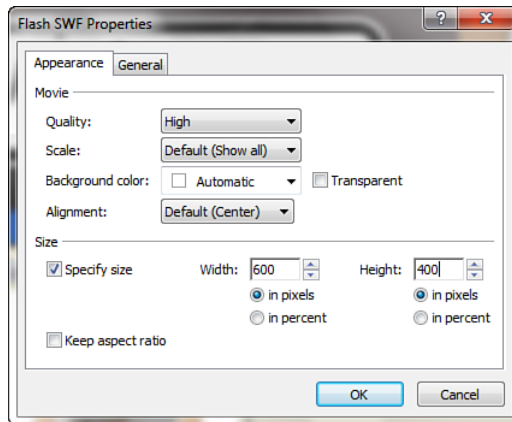 Flash SWF Properties
Appearance General
Movie
Quality: High
Scale: Default (Show all)
Background color: Automatic Transparent
Alignment: Default (Center)
Size
Specify size Width: 600 Height: 400
in pixels in pixels
in percent in percent
Keep aspect ratio
OK Cancel